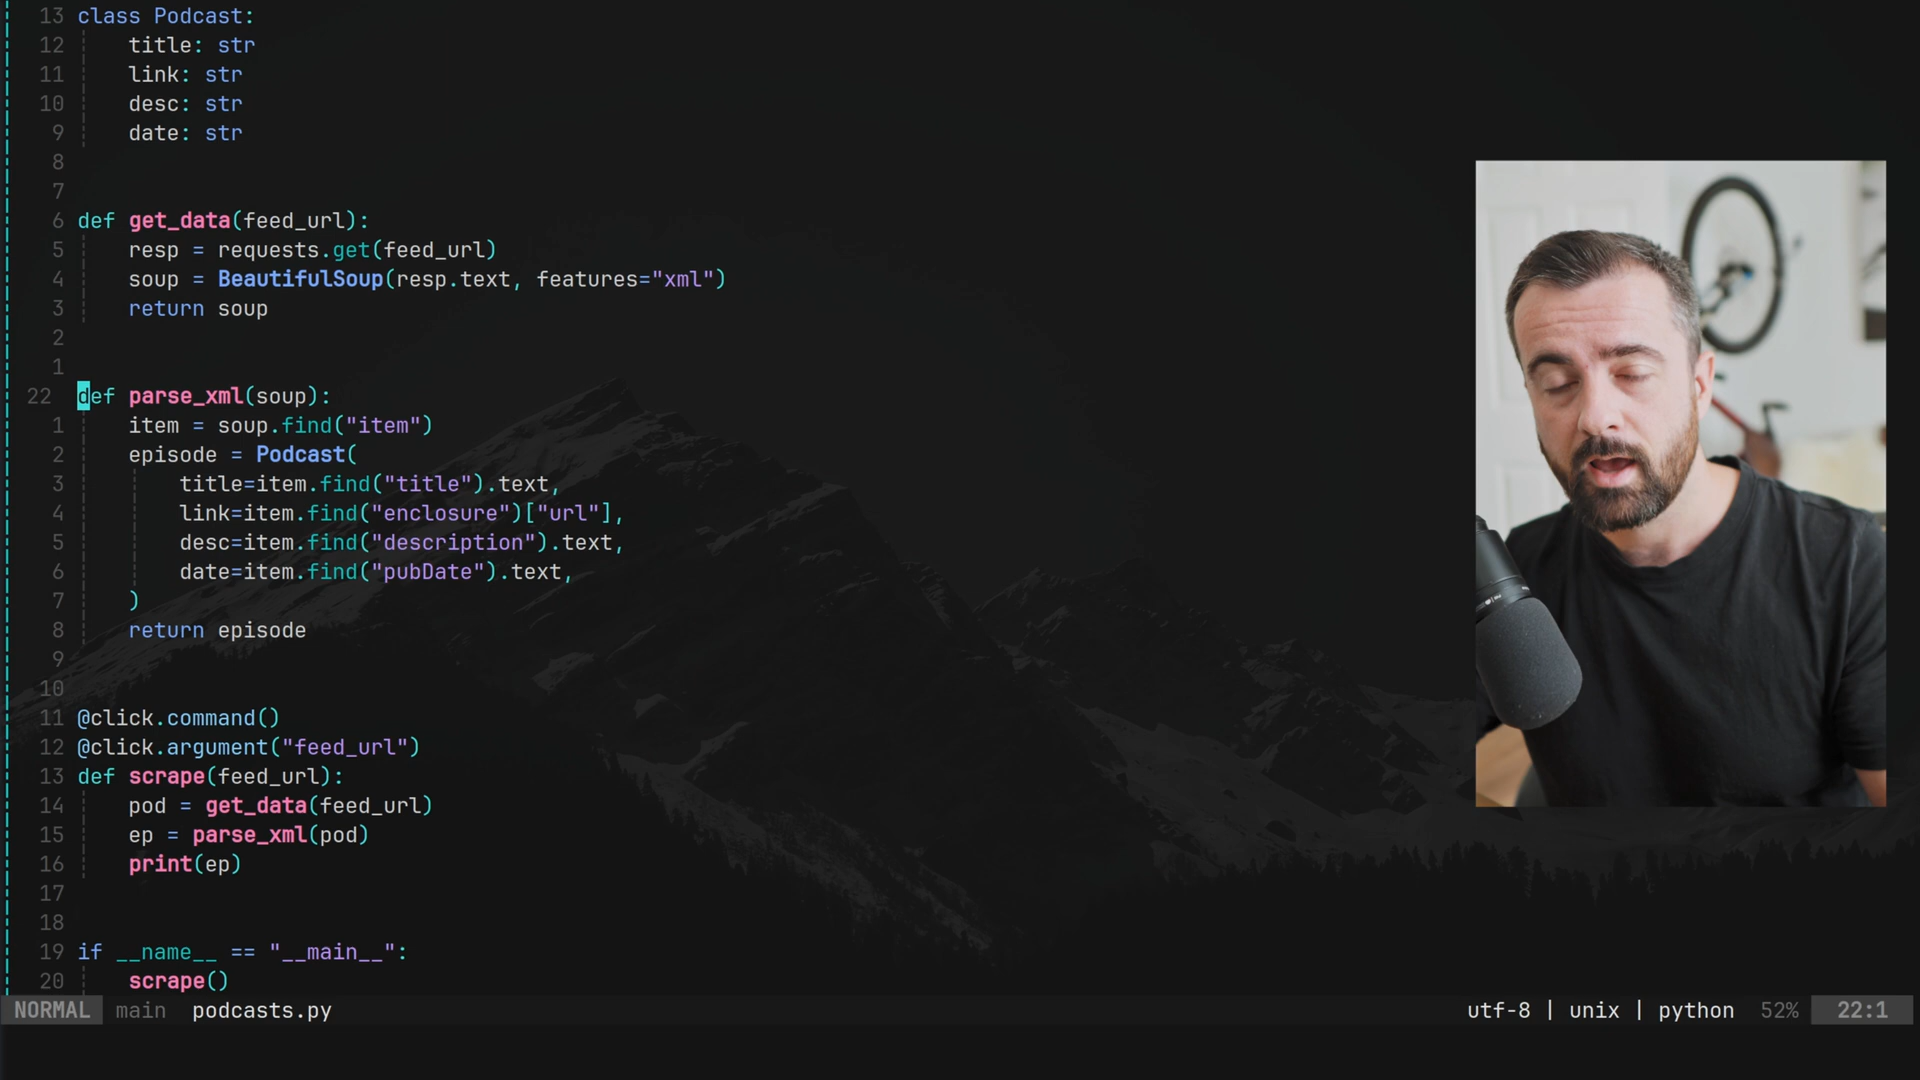 13 class Podcast:
12     title: str
11     link: str
10     desc: str
9     date: str
8
7
6 def get_data(feed_url):
5     resp = requests.get(feed_url)
4     soup = BeautifulSoup(resp.text, features="xml")
3     return soup
2
1
22 def parse_xml(soup):
1     item = soup.find("item")
2     episode = Podcast(
3         title=item.find("title").text,
4         link=item.find("enclosure")["url"],
5         desc=item.find("description").text,
6         date=item.find("pubDate").text,
7     )
8     return episode
9
10
11 @click.command()
12 @click.argument("feed_url")
13 def scrape(feed_url):
14     pod = get_data(feed_url)
15     ep = parse_xml(pod)
16     print(ep)
17
18
19 if __name__ == "__main__":
20     scrape()
NORMAL main podcasts.py utf-8 | unix | python 52% 22:1